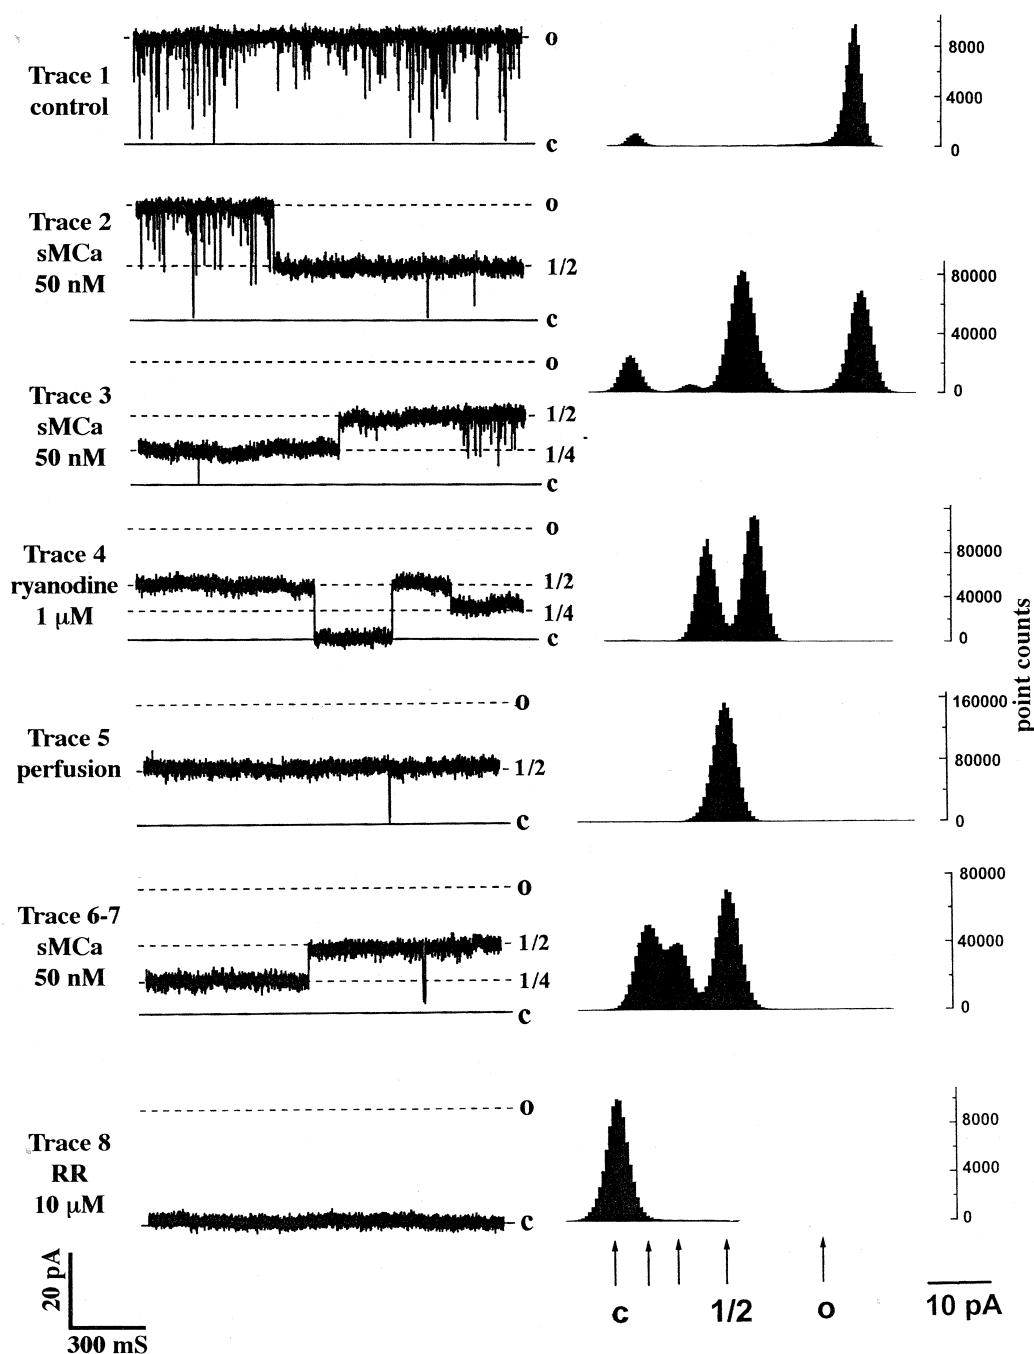 Trace 1
control
o
c
8000
4000
0
Trace 2
sMCa
50 nM
o
1/2
c
80000
40000
0
Trace 3
sMCa
50 nM
o
1/2
1/4
c
Trace 4
ryanodine
1 μM
o
1/2
1/4
c
80000
40000
0
point counts
Trace 5
perfusion
o
1/2
c
160000
80000
0
Trace 6-7
sMCa
50 nM
o
1/2
1/4
c
80000
40000
0
Trace 8
RR
10 μM
o
c
8000
4000
0
20 pA
300 mS
c
1/2
o
10 pA